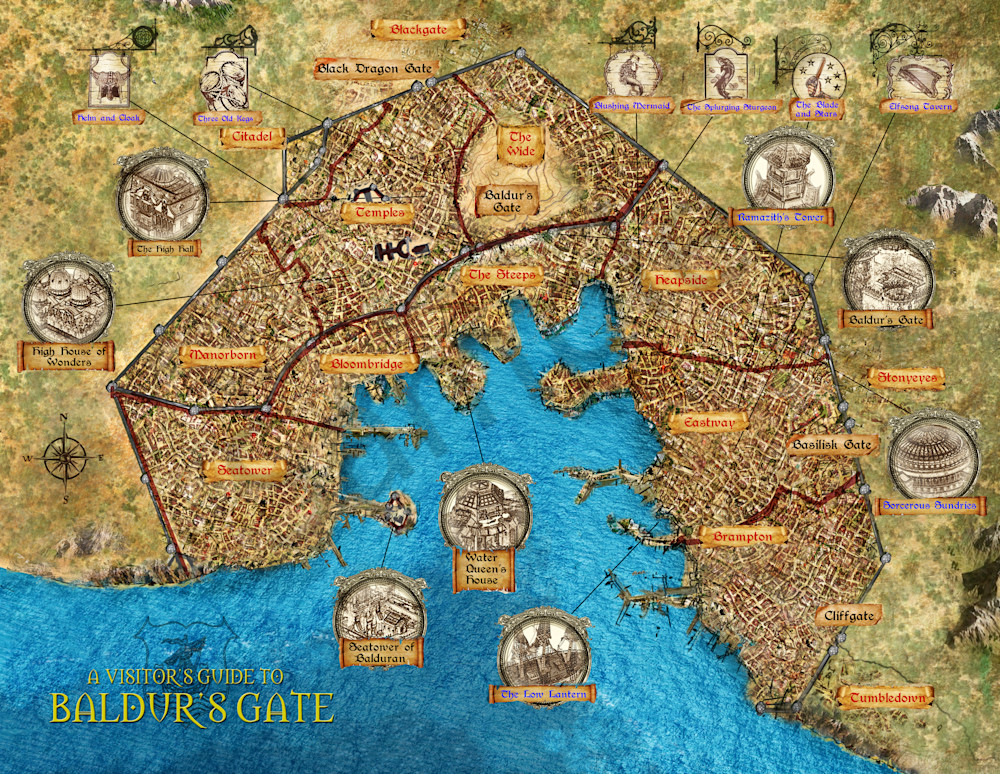 Blackgate
Black Dragon Gate
Helm and Cloak
Three Old Kegs
Citadel
Blushing Mermaid
The Splurging Sturgeon
The Blade
and Stars
Elfsong Tavern
The
Wide
Baldur's
Gate
Temples
The High Hall
Ramazith's Tower
The Steeps
Heapside
Baldur's Gate
High House of
Wonders
Manorborn
Bloombridge
Stonyeyes
N
W
E
S
Eastway
Basilisk Gate
Seatower
Sorcerous Sundries
Brampton
Water
Queen's
House
Cliffgate
Seatower of
Balduran
The Low Lantern
Tumbledown
A VISITOR'S GUIDE TO
BALDUR'S GATE